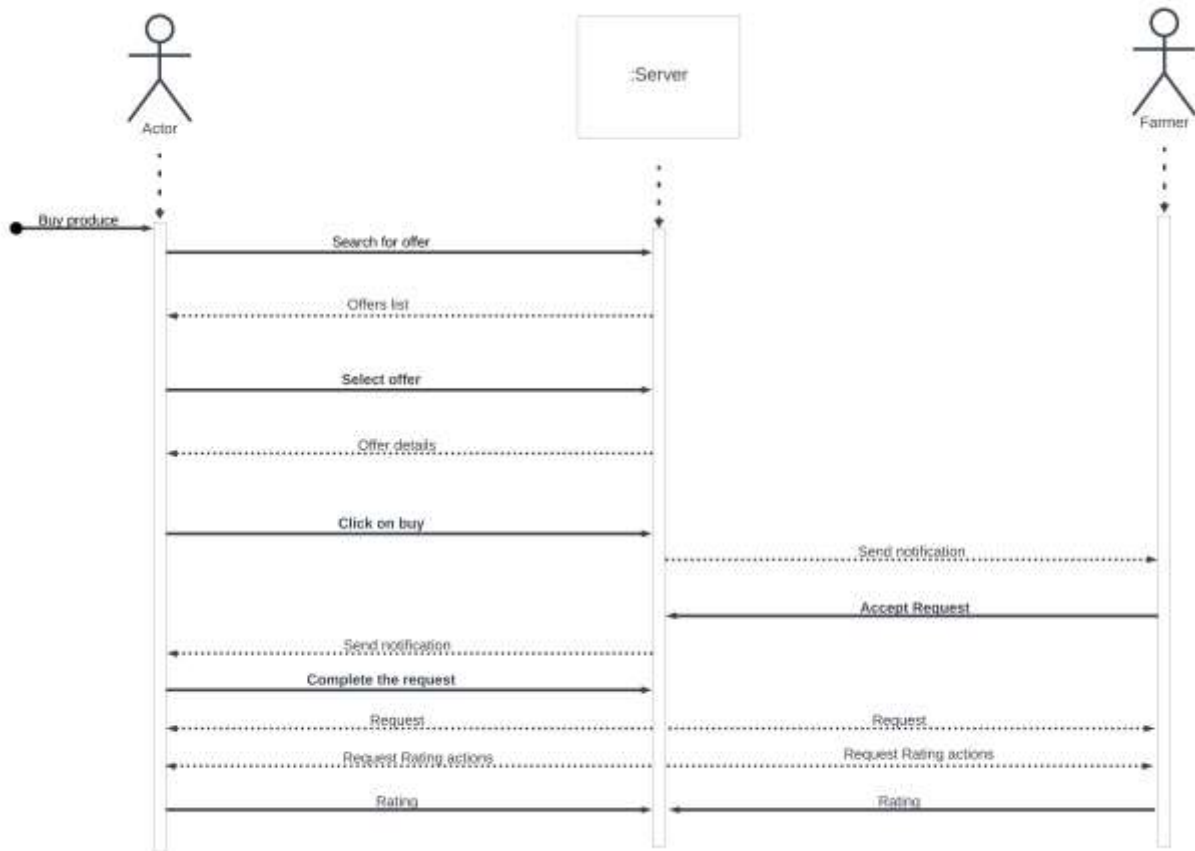 :Server
Actor
Farmer
Buy produce
Search for offer
Offers list
Select offer
Offer details
Click on buy
Send notification
Accept Request
Send notification
Complete the request
Request
Request
Request Rating actions
Request Rating actions
Rating
Rating